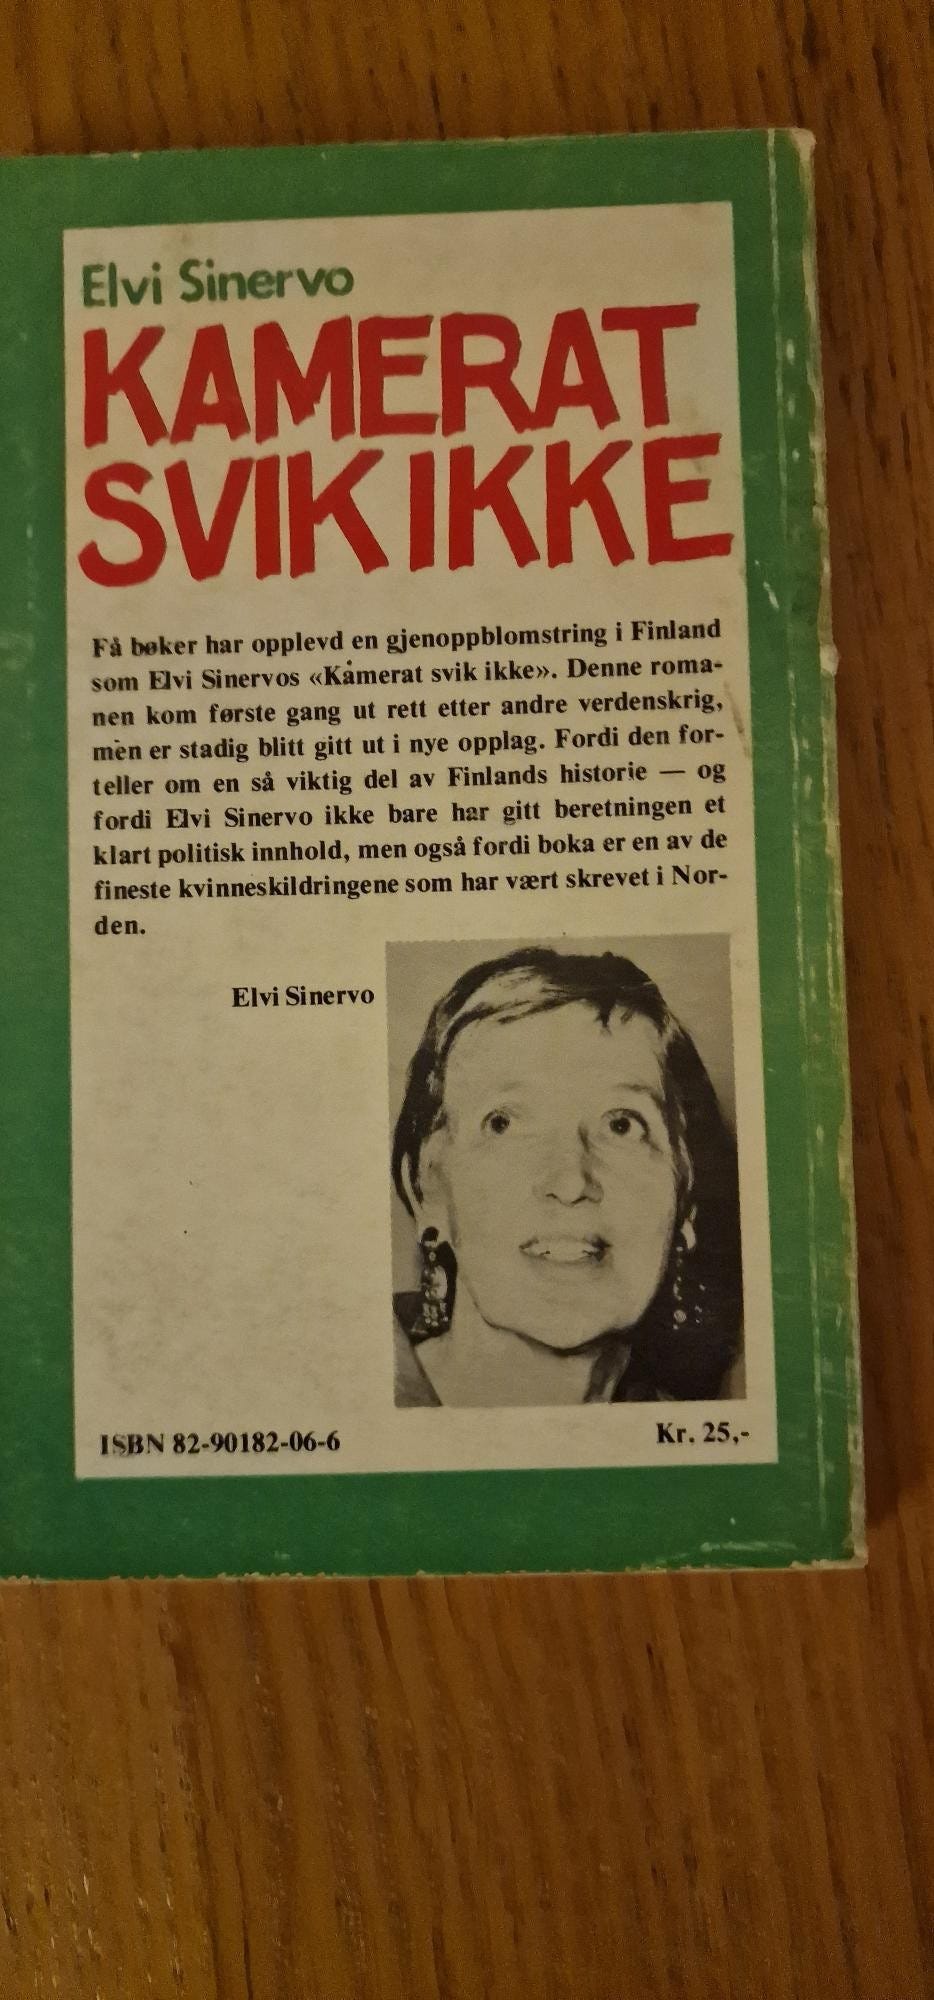 Elvi Sinervo
KAMERAT
SVIK IKKE
Få bøker har opplevd en gjenoppblomstring i Finland
som Elvi Sinervos «Kamerat svik ikke». Denne roma-
nen kom første gang ut rett etter andre verdenskrig,
men er stadig blitt gitt ut i nye opplag. Fordi den for-
teller om en så viktig del av Finlands historie — og
fordi Elvi Sinervo ikke bare har gitt beretningen et
klart politisk innhold, men også fordi boka er en av de
fineste kvinneskildringene som har vært skrevet i Nor-
den.
Elvi Sinervo
ISBN 82-90182-06-6
Kr. 25,-